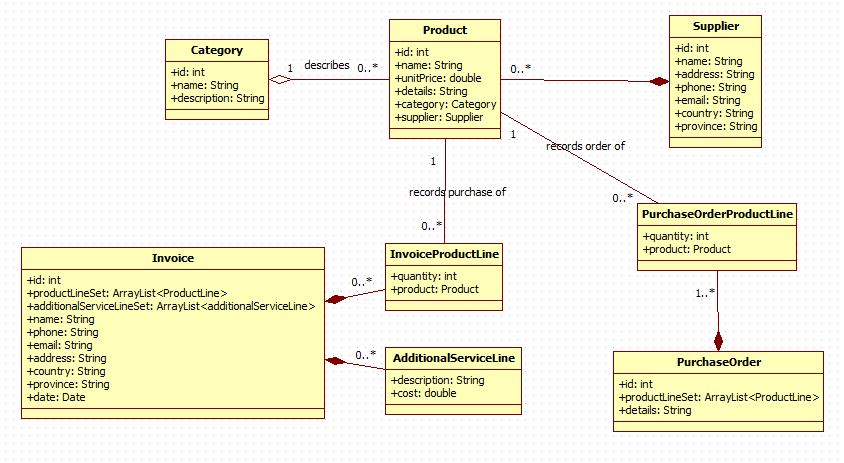 Category
+id: int
+name: String
+description: String
1
describes
0..*
Product
+id: int
+name: String
+unitPrice: double
+details: String
+category: Category
+supplier: Supplier
0..*
Supplier
+id: int
+name: String
+address: String
+phone: String
+email: String
+country: String
+province: String
1
records order of
0..*
1
records purchase of
0..*
PurchaseOrderProductLine
+quantity: int
+product: Product
InvoiceProductLine
+quantity: int
+product: Product
Invoice
+id: int
+productLineSet: ArrayList<ProductLine>
+additionalServiceLineSet: ArrayList<additionalServiceLine>
+name: String
+phone: String
+email: String
+address: String
+country: String
+province: String
+date: Date
0..*
0..*
AdditionalServiceLine
+description: String
+cost: double
1..*
PurchaseOrder
+id: int
+productLineSet: ArrayList<ProductLine>
+details: String